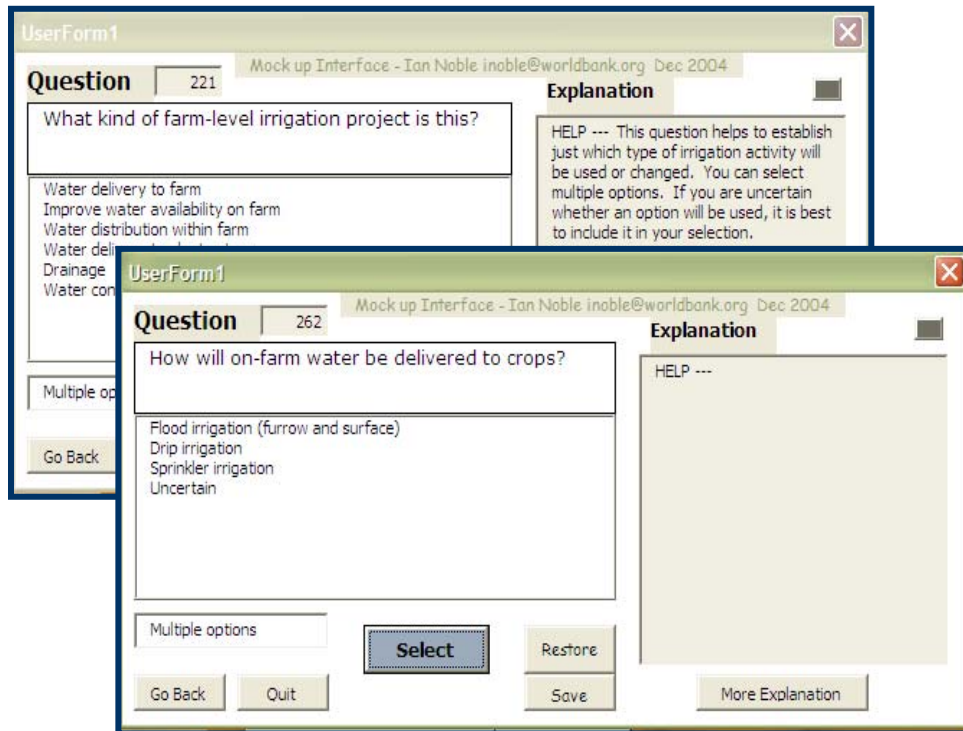 UserForm1
Mock up Interface - Ian Noble inoble@worldbank.org Dec 2004
Question 221
Explanation
What kind of farm-level irrigation project is this?
HELP --- This question helps to establish
just which type of irrigation activity will
be used or changed. You can select
multiple options. If you are uncertain
whether an option will be used, it is best
to include it in your selection.
Water delivery to farm
Improve water availability on farm
Water distribution within farm
Water
Drainage
Water
Multiple
Go Back
UserForm1
Mock up Interface - Ian Noble inoble@worldbank.org Dec 2004
Question 262
Explanation
How will on-farm water be delivered to crops?
HELP ---
Flood irrigation (furrow and surface)
Drip irrigation
Sprinkler irrigation
Uncertain
Multiple options
Select
Restore
Go Back
Quit
Save
More Explanation